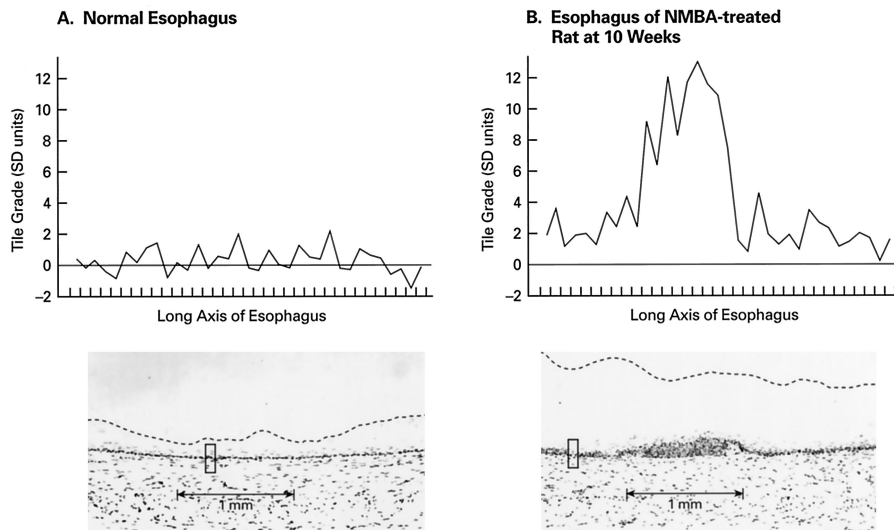 A. Normal Esophagus
Tile Grade (SD units)
12
10
8
6
4
2
0
–2
Long Axis of Esophagus
1 mm
B. Esophagus of NMBA-treated
Rat at 10 Weeks
Tile Grade (SD units)
12
10
8
6
4
2
0
–2
Long Axis of Esophagus
1 mm